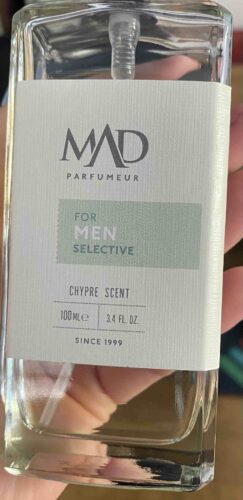 MAD
PARFUMEUR
FOR
MEN
SELECTIVE
CHYPRE SCENT
100ML℮ 3.4 FL. OZ.
SINCE 1999